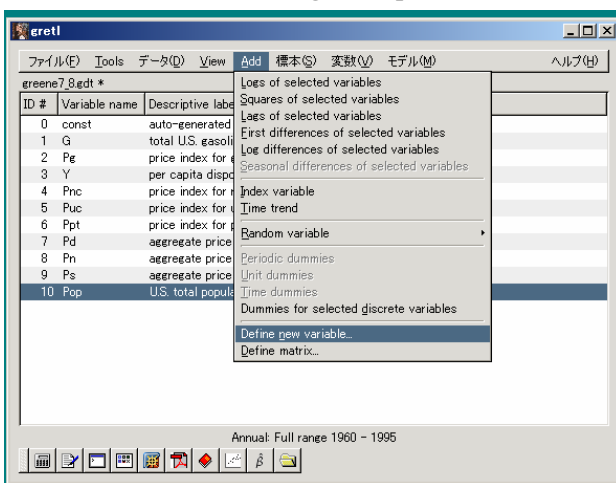 gretl
ファイル(F) Tools データ(D) View Add 標本(S) 変数(V) モデル(M) ヘルプ(H)
greene7_8.gdt *
ID # Variable name Descriptive labe
0 const auto-generated
1 G total U.S. gasoli
2 Pg price index for
3 Y per capita dispo
4 Pnc price index for
5 Puc price index for
6 Ppt price index for
7 Pd aggregate price
8 Pn aggregate price
9 Ps aggregate price
10 Pop U.S. total popula
Logs of selected variables
Squares of selected variables
Lags of selected variables
First differences of selected variables
Log differences of selected variables
Seasonal differences of selected variables
Index variable
Time trend
Random variable
Periodic dummies
Unit dummies
Time dummies
Dummies for selected discrete variables
Define new variable...
Define matrix...
Annual: Full range 1960 - 1995
β̂